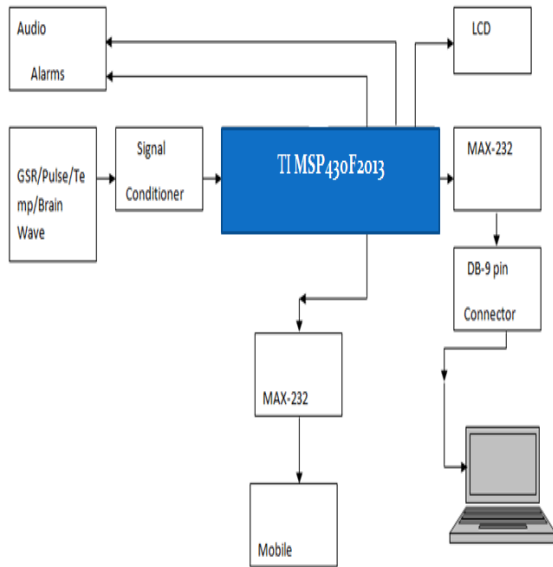 Audio
Alarms
LCD
GSR/Pulse/Te
mp/Brain
Wave
Signal
Conditioner
TI MSP430F2013
MAX-232
DB-9 pin
Connector
MAX-232
Mobile